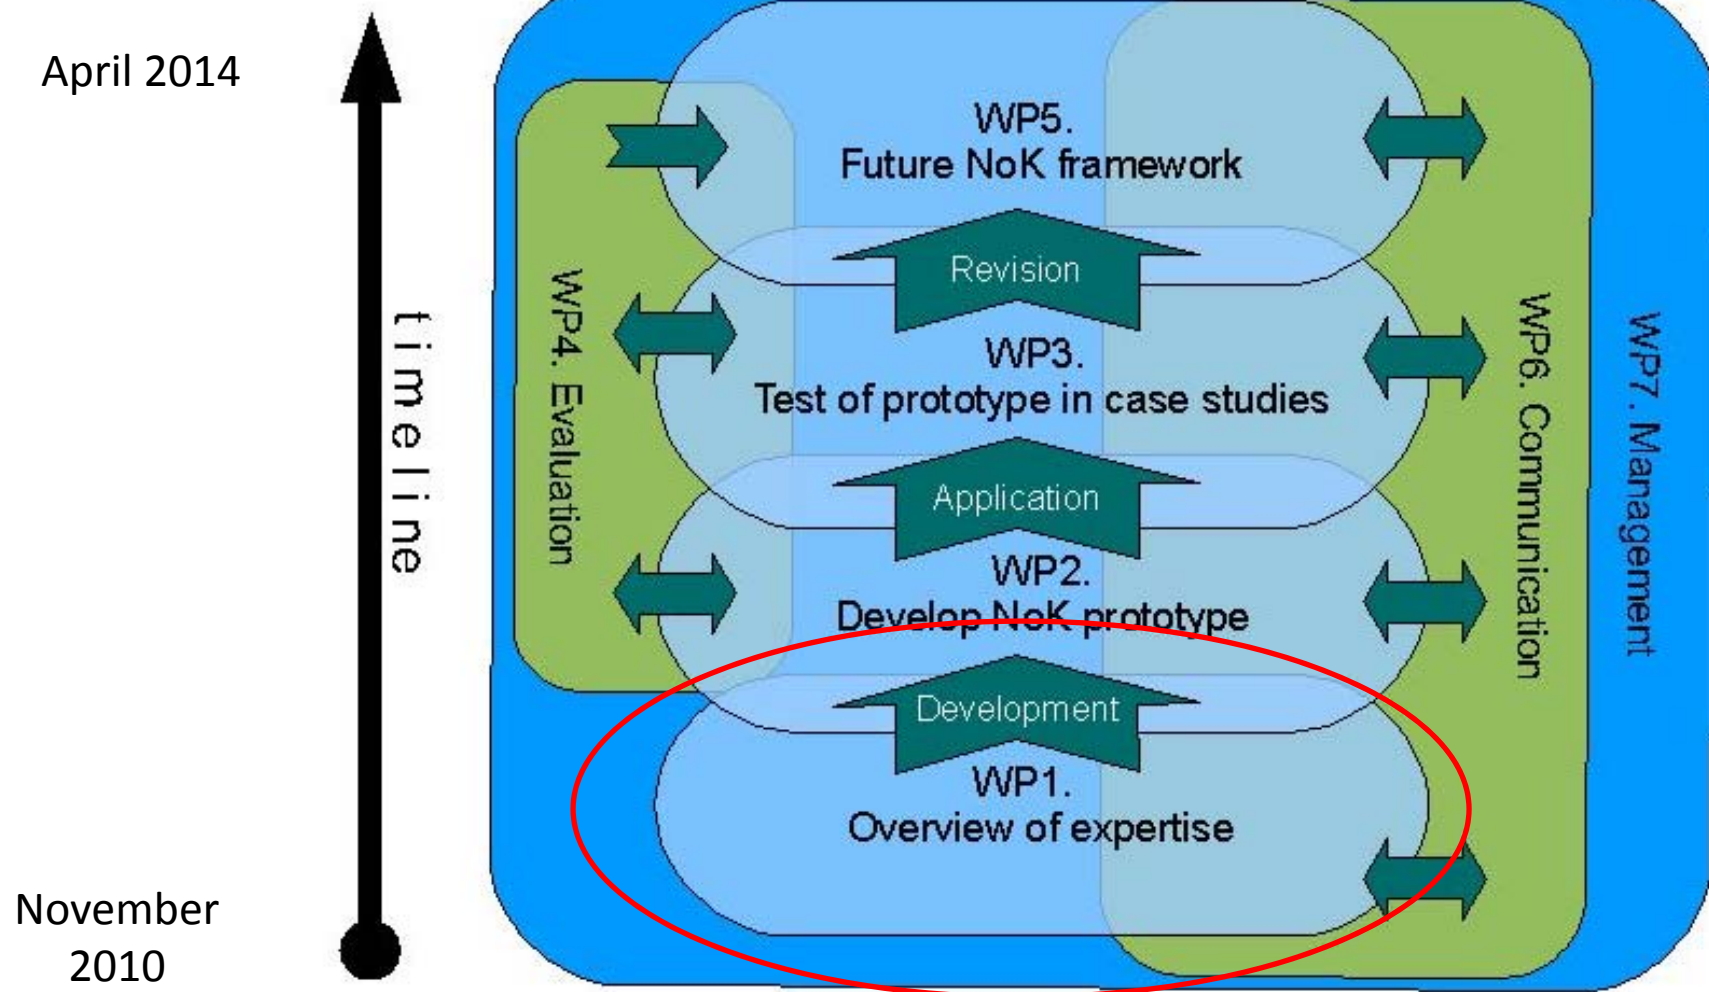 April 2014
WP5.
Future NoK framework
Revision
timeline
WP4. Evaluation
WP3.
Test of prototype in case studies
WP6. Communication
WP7. Management
Application
WP2.
Develop NoK prototype
Development
WP1.
Overview of expertise
November
2010